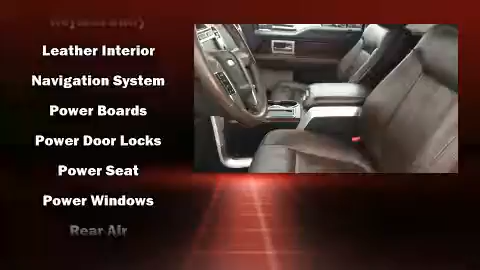 Leather Interior
Navigation System
Power Boards
Power Door Locks
Power Seat
Power Windows
Rear Air